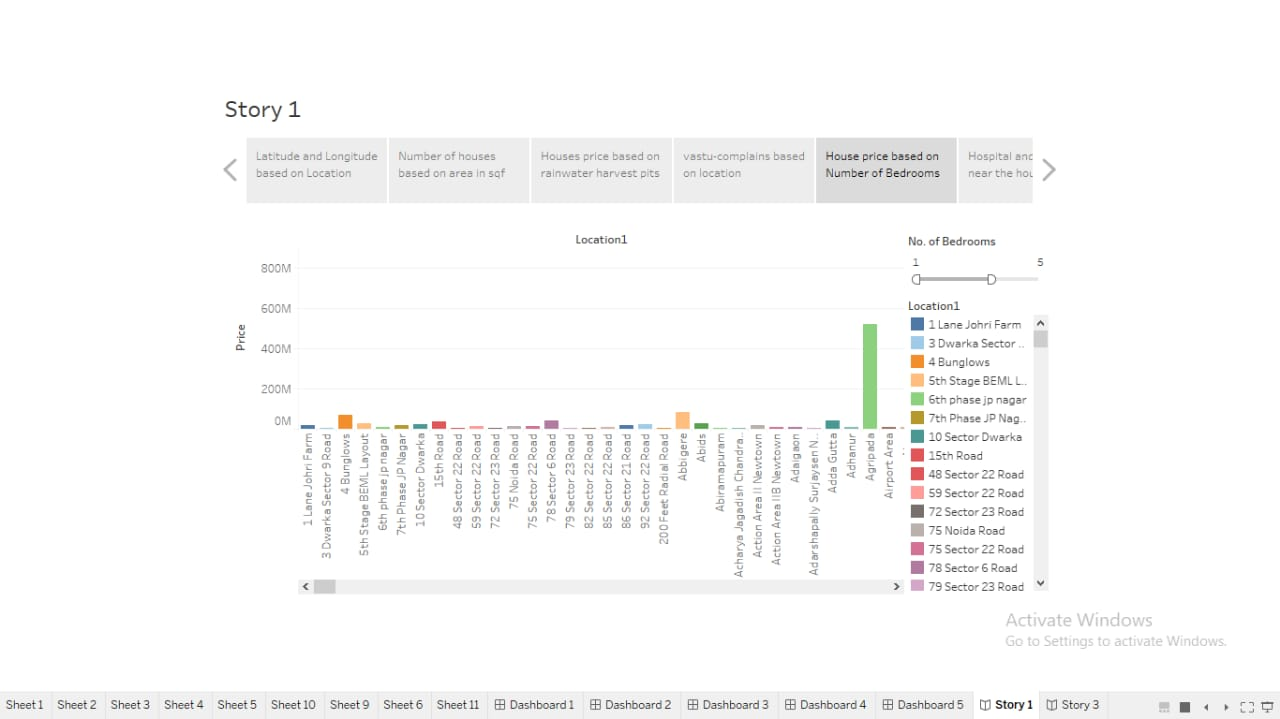 Story 1
Latitude and Longitude
based on Location
Number of houses
based on area in sqf
Houses price based on
rainwater harvest pits
vastu-complains based
on location
House price based on
Number of Bedrooms
Hospital and
near the hou
Location1
Price
800M
600M
400M
200M
0M
1 Lane Johri Farm
3 Dwarka Sector 9 Road
4 Bunglows
5th Stage BEML Layout
6th phase jp nagar
7th Phase JP Nagar
10 Sector Dwarka
15th Road
48 Sector 22 Road
59 Sector 22 Road
72 Sector 23 Road
75 Noida Road
75 Sector 22 Road
78 Sector 6 Road
79 Sector 23 Road
82 Sector 22 Road
85 Sector 22 Road
86 Sector 21 Road
92 Sector 22 Road
200 Feet Radial Road
Abbigere
Abids
Abiramapuram
Acharya Jagadish Chandra..
Action Area II Newtown
Action Area IIB Newtown
Adajgaon
Adarshapally Surjaysen N..
Adda Gutta
Adhanur
Agripada
Airport Area
No. of Bedrooms
1 5
Location1
1 Lane Johri Farm
3 Dwarka Sector ..
4 Bunglows
5th Stage BEML L..
6th phase jp nagar
7th Phase JP Nag..
10 Sector Dwarka
15th Road
48 Sector 22 Road
59 Sector 22 Road
72 Sector 23 Road
75 Noida Road
75 Sector 22 Road
78 Sector 6 Road
79 Sector 23 Road
Activate Windows
Go to Settings to activate Windows.
Sheet 1 Sheet 2 Sheet 3 Sheet 4 Sheet 5 Sheet 10 Sheet 9 Sheet 6 Sheet 11 Dashboard 1 Dashboard 2 Dashboard 3 Dashboard 4 Dashboard 5 Story 1 Story 3